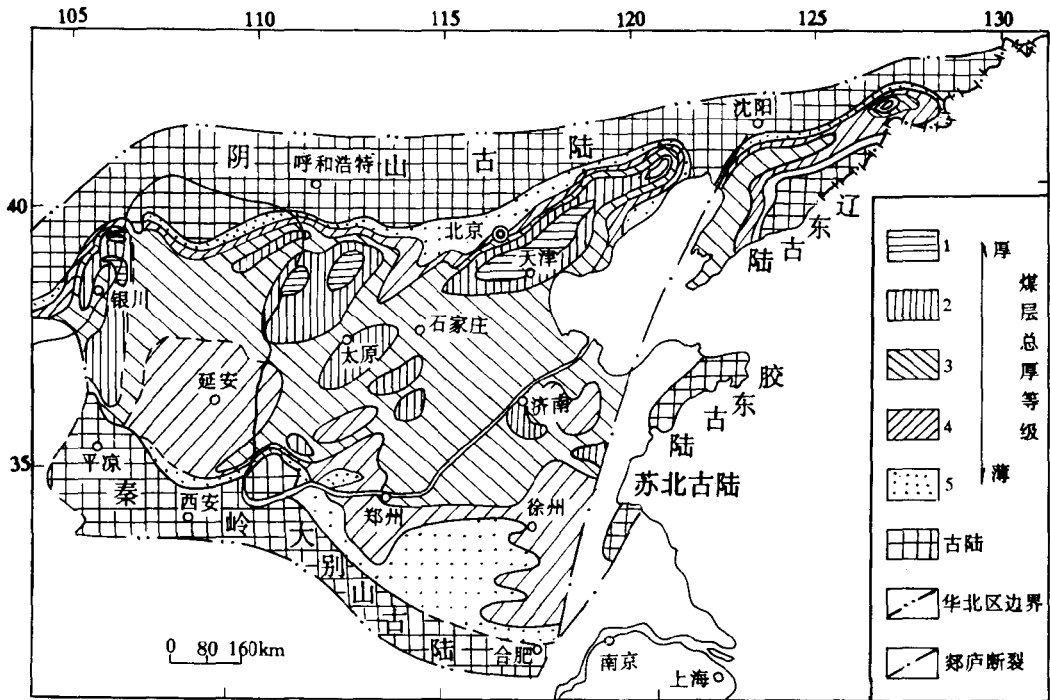 105 110 115 120 125 130
40
35
阴山古陆
呼和浩特
沈阳
北京
天津
银川
石家庄
太原
延安
济南
平凉
西安
郑州
徐州
合肥
南京
上海
辽东古陆
胶东古陆
苏北古陆
秦岭大别山古陆
0 80 160km
1
2
3
4
5
厚
煤层总厚等级
薄
古陆
华北区边界
郯庐断裂